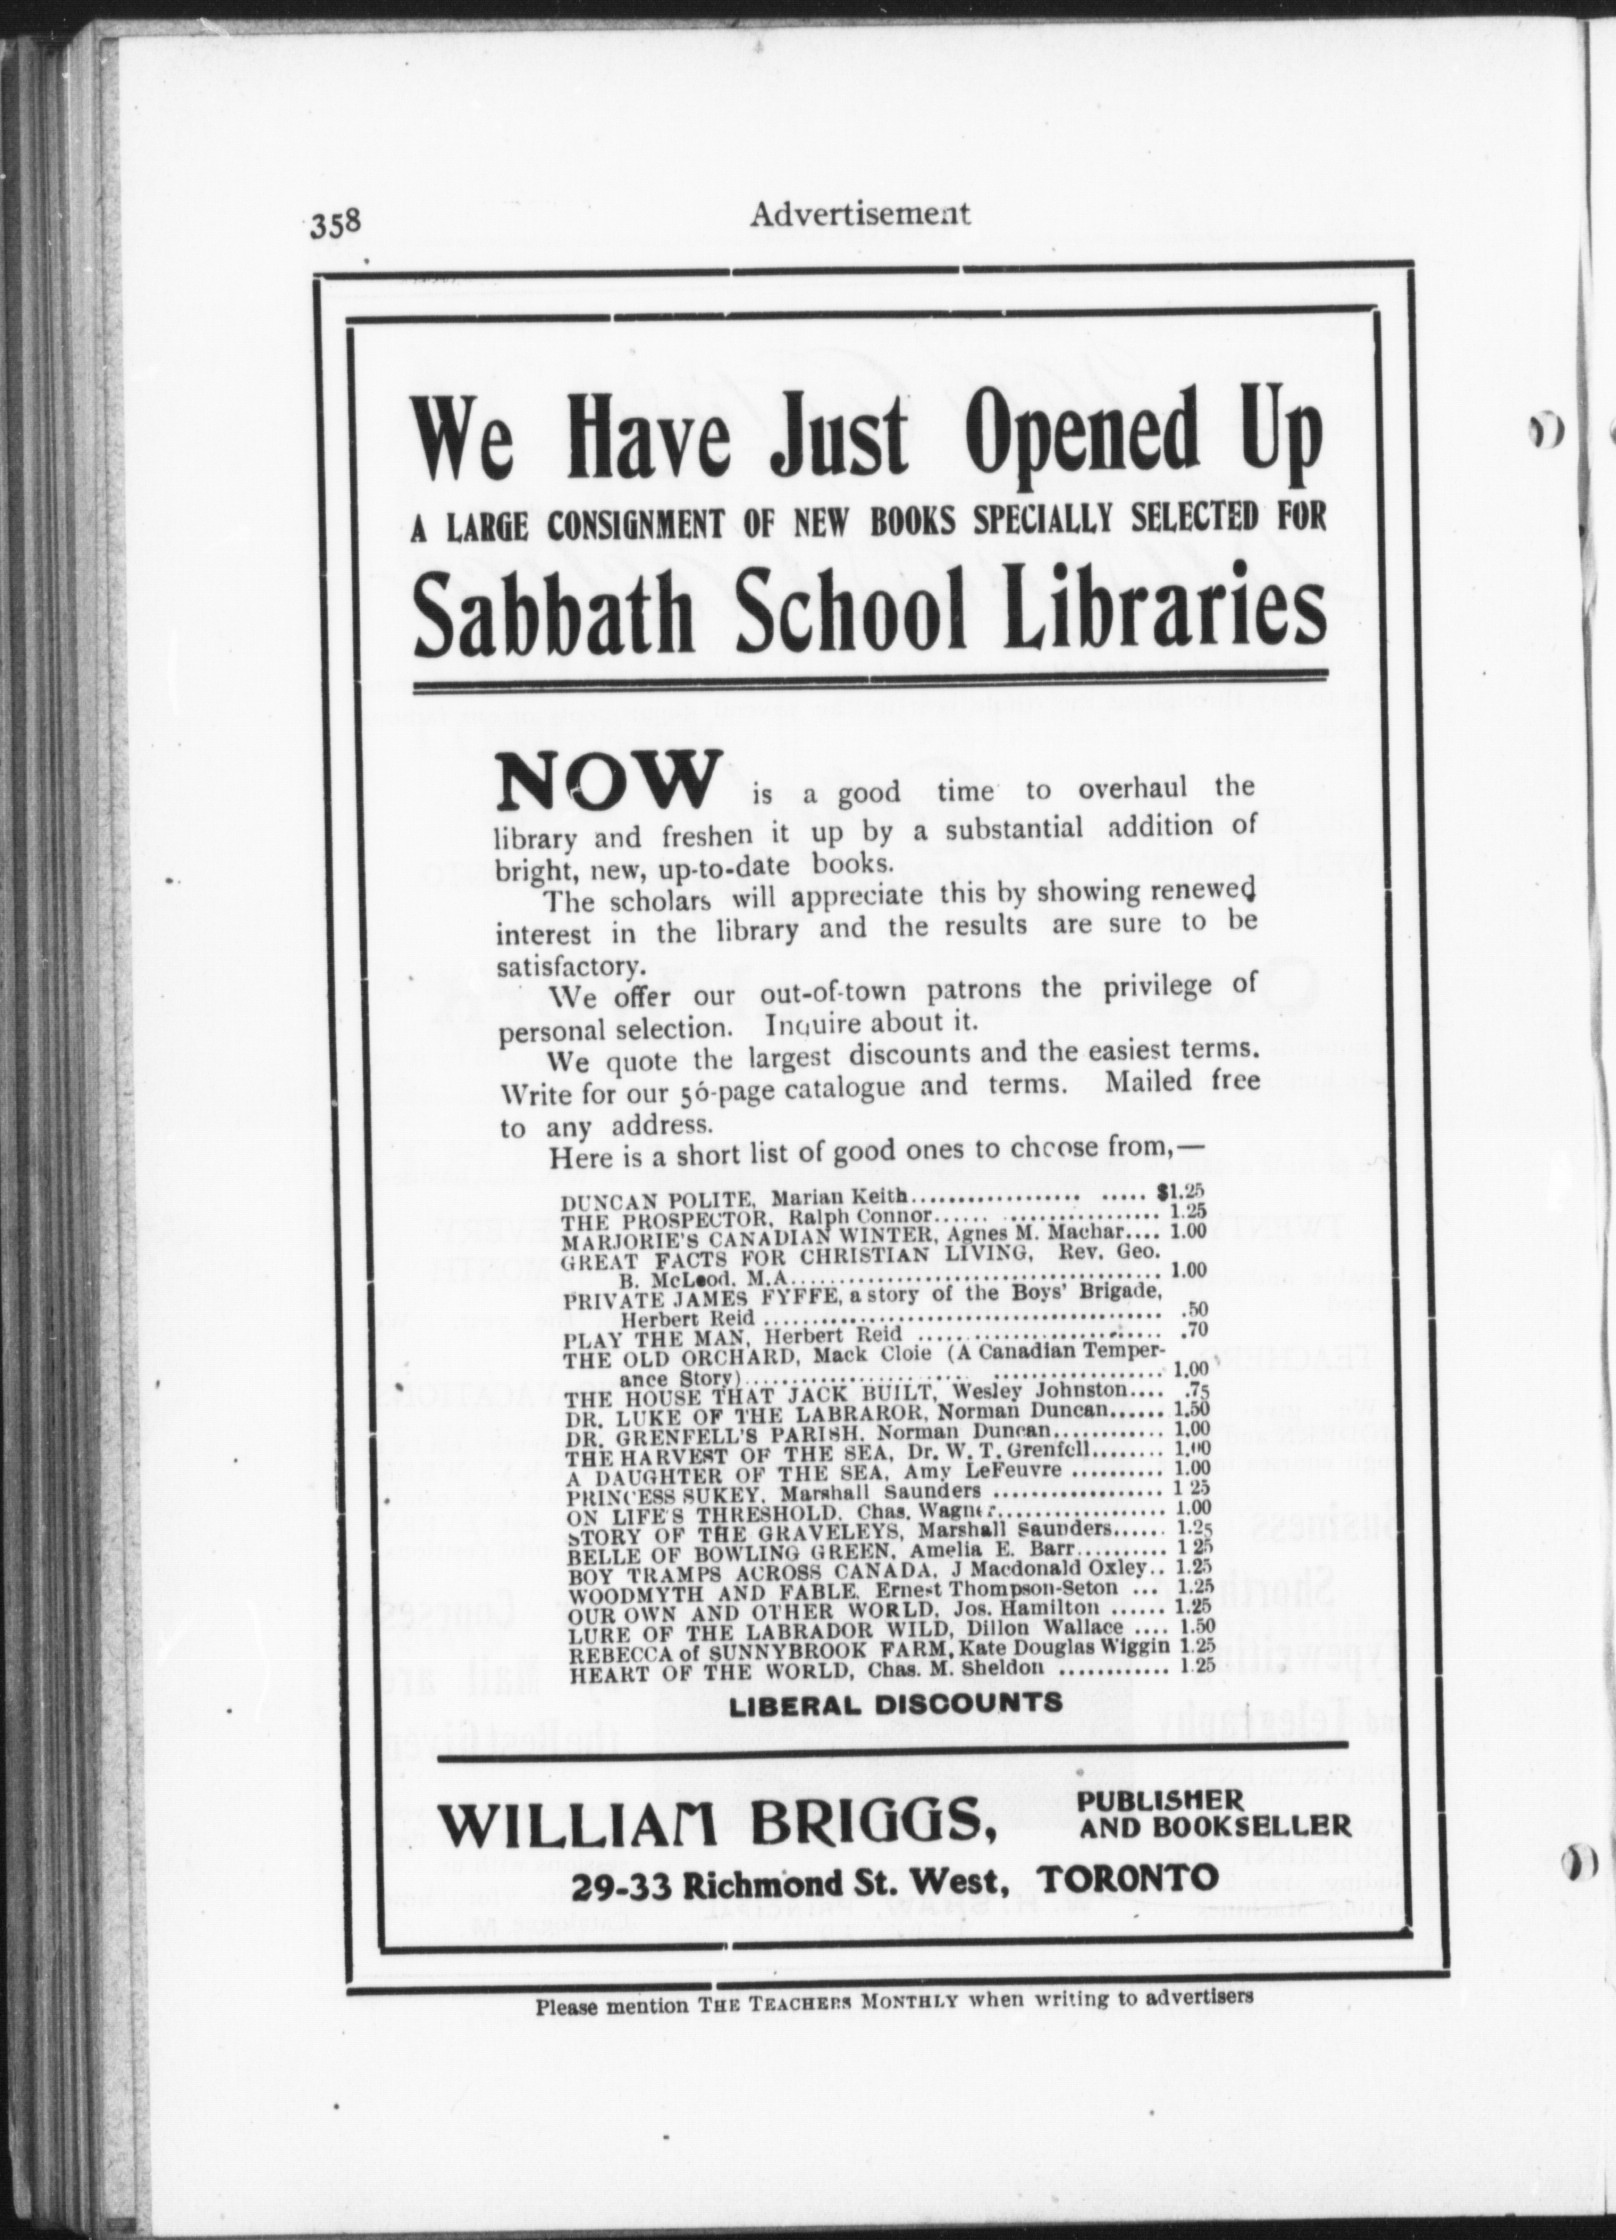 358
Advertisement
We Have Just Opened Up
A LARGE CONSIGNMENT OF NEW BOOKS SPECIALLY SELECTED FOR
Sabbath School Libraries
NOW is a good time to overhaul the
library and freshen it up by a substantial addition of
bright, new, up-to-date books.
The scholars will appreciate this by showing renewed
interest in the library and the results are sure to be
satisfactory.
We offer our out-of-town patrons the privilege of
personal selection. Inquire about it.
We quote the largest discounts and the easiest terms.
Write for our 56-page catalogue and terms. Mailed free
to any address.
Here is a short list of good ones to choose from,—
DUNCAN POLITE, Marian Keith.................. ..... $1.25
THE PROSPECTOR, Ralph Connor...... ................. 1.25
MARJORIE'S CANADIAN WINTER, Agnes M. Machar.... 1.00
GREAT FACTS FOR CHRISTIAN LIVING, Rev. Geo.
B. McLeod, M.A........................................ 1.00
PRIVATE JAMES FYFFE, a story of the Boys' Brigade,
Herbert Reid .......................................... .50
PLAY THE MAN, Herbert Reid .......................... .70
THE OLD ORCHARD, Mack Cloie (A Canadian Temper-
ance Story)....................... .................. 1.00
THE HOUSE THAT JACK BUILT, Wesley Johnston.... .75
DR. LUKE OF THE LABRAROR, Norman Duncan...... 1.50
DR. GRENFELL'S PARISH. Norman Duncan............ 1.00
THE HARVEST OF THE SEA, Dr. W. T. Grenfell........ 1.00
A DAUGHTER OF THE SEA, Amy LeFeuvre .......... 1.00
PRINCESS SUKEY. Marshall Saunders .................. 1 25
ON LIFE'S THRESHOLD. Chas. Wagner.................. 1.00
STORY OF THE GRAVELEYS, Marshall Saunders...... 1.25
BELLE OF BOWLING GREEN, Amelia E. Barr.......... 1 25
BOY TRAMPS ACROSS CANADA, J Macdonald Oxley.. 1.25
WOODMYTH AND FABLE. Ernest Thompson-Seton ... 1.25
OUR OWN AND OTHER WORLD, Jos. Hamilton ...... 1.25
LURE OF THE LABRADOR WILD, Dillon Wallace .... 1.50
REBECCA of SUNNYBROOK FARM, Kate Douglas Wiggin 1.25
HEART OF THE WORLD, Chas. M. Sheldon ............ 1.25
LIBERAL DISCOUNTS
WILLIAM BRIGGS, PUBLISHER
AND BOOKSELLER
29-33 Richmond St. West, TORONTO
Please mention THE TEACHERS MONTHLY when writing to advertisers